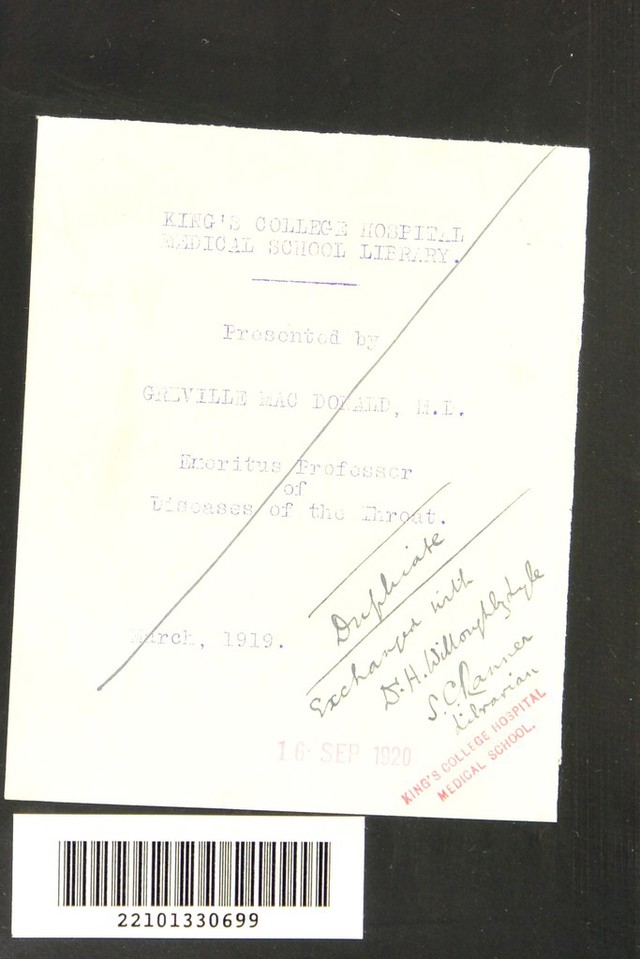 KING'S COLLEGE HOSPITAL
MEDICAL SCHOOL LIBRARY.
Presented by
GREVILLE MAC DONALD, M.D.
Emeritus Professor
of
Diseases of the Throat.
March, 1919.
Duplicate
Exchanged with
Dr. H. Willoughby Lyle
S. C. Ranner
Librarian
16 SEP 1920
KING'S COLLEGE HOSPITAL
MEDICAL SCHOOL.
22101330699